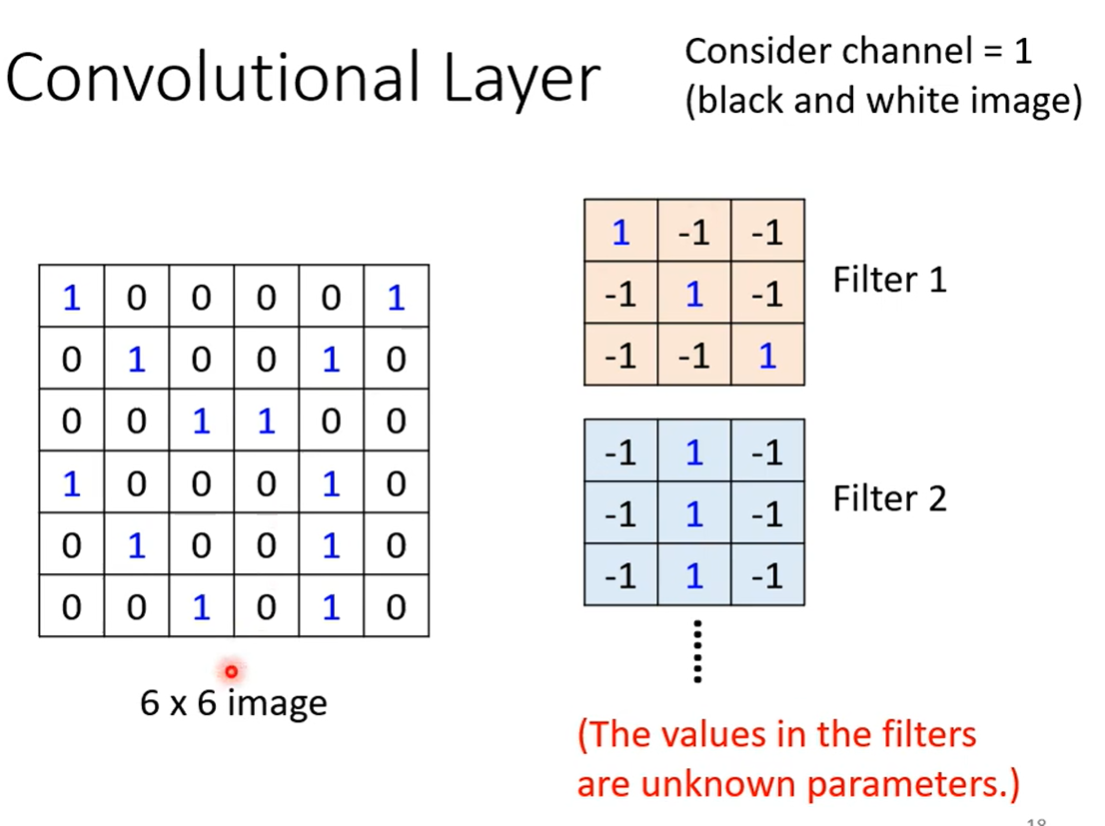 Convolutional Layer
Consider channel = 1
(black and white image)
1 0 0 0 0 1
0 1 0 0 1 0
0 0 1 1 0 0
1 0 0 0 1 0
0 1 0 0 1 0
0 0 1 0 1 0
6 x 6 image
1 -1 -1
-1 1 -1
-1 -1 1
Filter 1
-1 1 -1
-1 1 -1
-1 1 -1
Filter 2
(The values in the filters
are unknown parameters.)
18